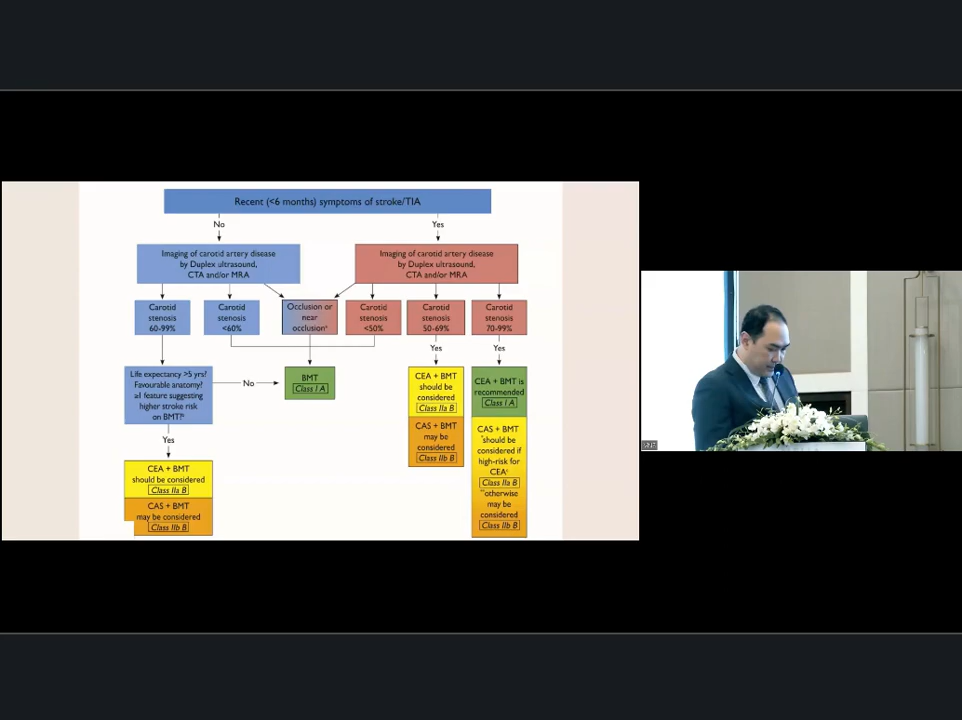 Recent (<6 months) symptoms of stroke/TIA
No
Yes
Imaging of carotid artery disease
by Duplex ultrasound,
CTA and/or MRA
Imaging of carotid artery disease
by Duplex ultrasound,
CTA and/or MRA
Carotid
stenosis
60-99%
Carotid
stenosis
<60%
Occlusion or
near
occlusion
Carotid
stenosis
<50%
Carotid
stenosis
50-69%
Carotid
stenosis
70-99%
Yes
Yes
Life expectancy >5 yrs?
Favourable anatomy?
≥1 feature suggesting
higher stroke risk
on BMT?
No
BMT
Class I A
CEA + BMT
should be
considered
Class IIa B
CAS + BMT
may be
considered
Class IIb B
CEA + BMT is
recommended
Class I A
CAS + BMT
*should be
considered if
high-risk for
CEA
Class IIa B
**otherwise
may be
considered
Class IIb B
Yes
CEA + BMT
should be considered
Class IIa B
CAS + BMT
may be considered
Class IIb B